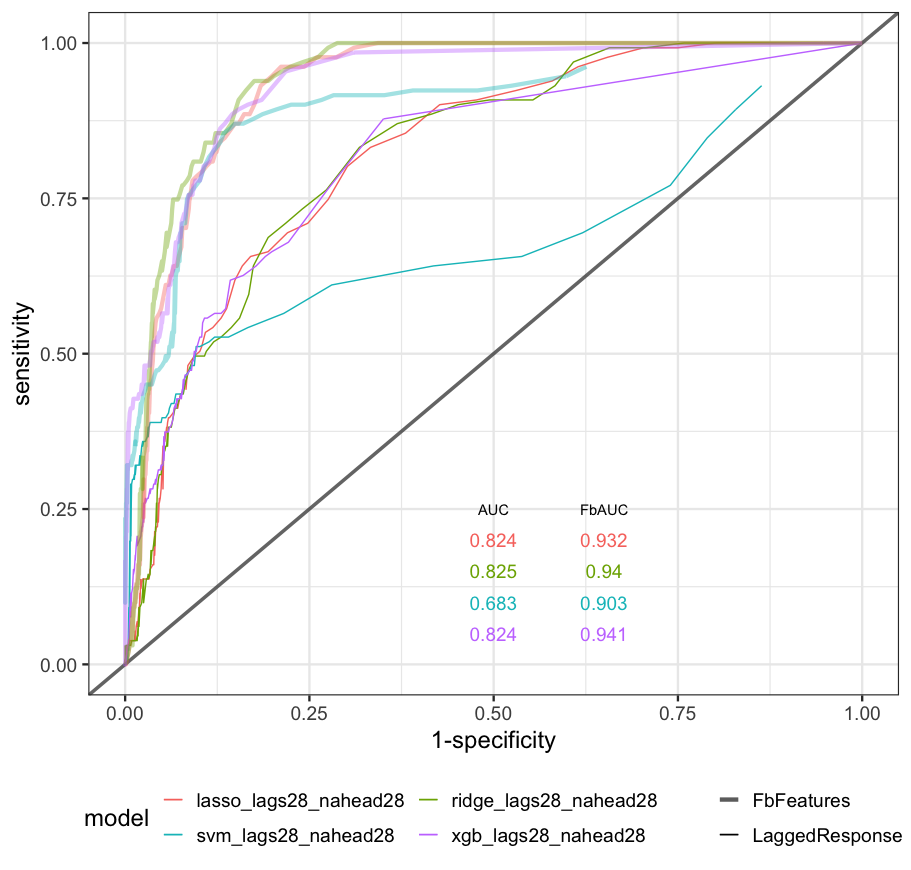 1.00
0.75
0.50
0.25
0.00
sensitivity
AUC FbAUC
0.824 0.932
0.825 0.94
0.683 0.903
0.824 0.941
0.00 0.25 0.50 0.75 1.00
1-specificity
model
lasso_lags28_nahead28 ridge_lags28_nahead28 FbFeatures
svm_lags28_nahead28 xgb_lags28_nahead28 LaggedResponse